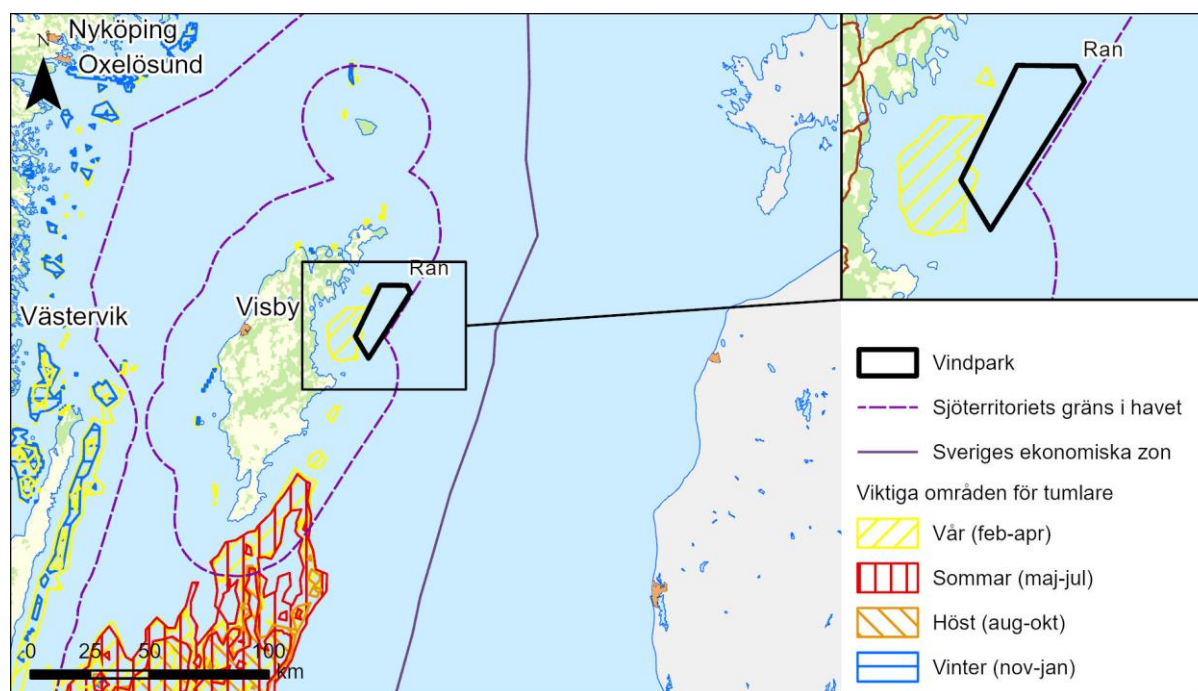 Nyköping
N
Oxelösund
Västervik
Visby
Ran
0 25 50 100
km
Ran
Vindpark
Sjöterritoriets gräns i havet
Sveriges ekonomiska zon
Viktiga områden för tumlare
Vår (feb-apr)
Sommar (maj-jul)
Höst (aug-okt)
Vinter (nov-jan)